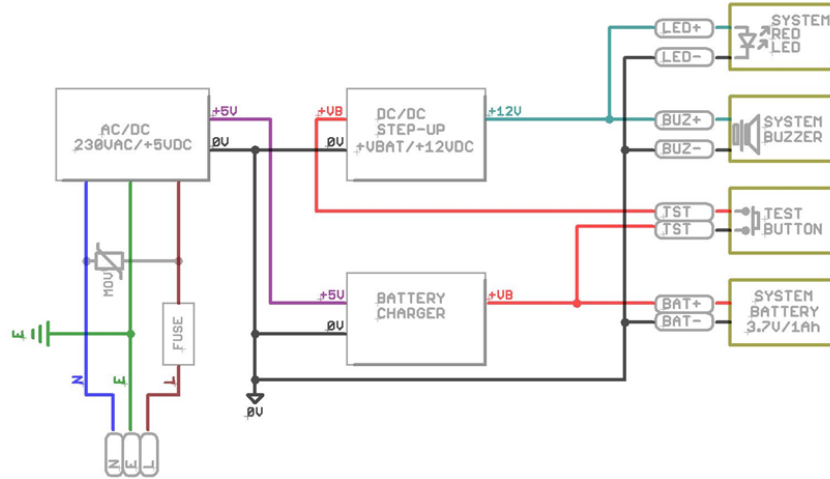 LED+
LED-
SYSTEM
RED
LED
AC/DC
230VAC/+5VDC
+5V
0V
+VB
0V
DC/DC
STEP-UP
+VBAT/+12VDC
+12V
BUZ+
BUZ-
SYSTEM
BUZZER
TST
TST
TEST
BUTTON
MOV
+5V
0V
BATTERY
CHARGER
+VB
BAT+
BAT-
SYSTEM
BATTERY
3.7V/1Ah
E
FUSE
N
E
L
0V
N
E
L